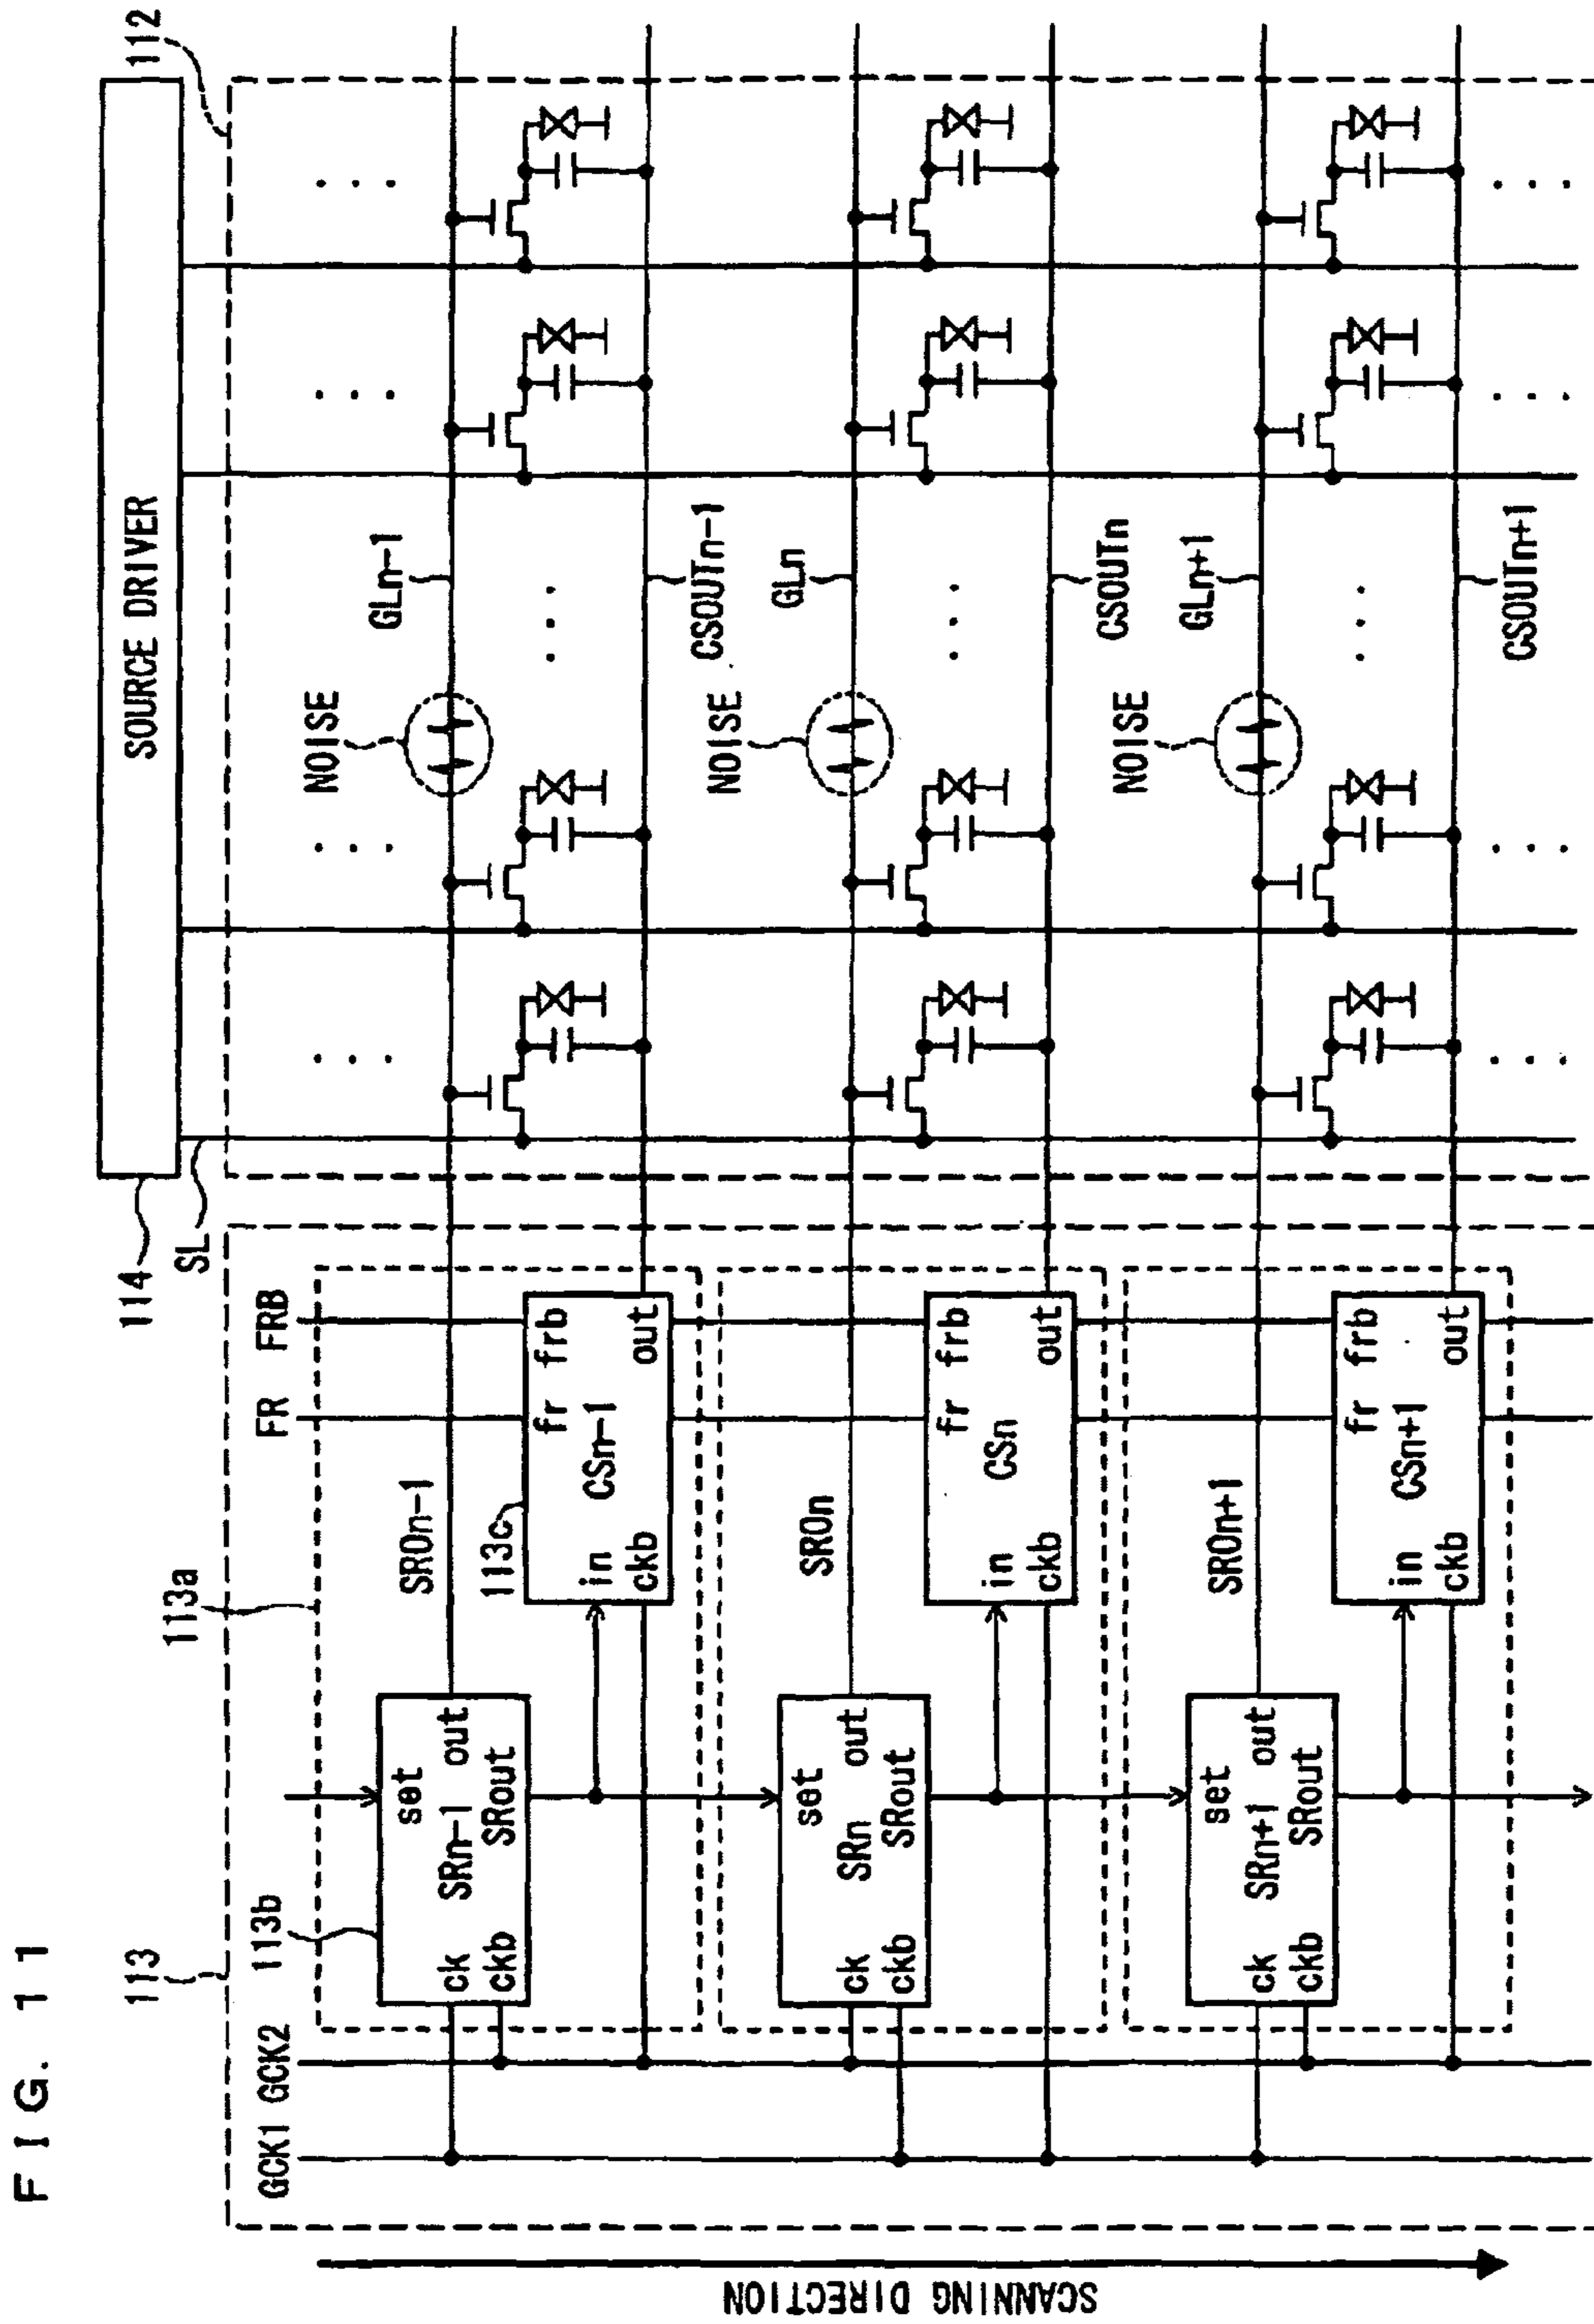 FIG. 11
SCANNING DIRECTION
113
112
114
SOURCE DRIVER
SL
GCK1 GCK2
FR FRB
113a
113b
set
ck SRn-1 out
ckb SRout
SROn-1
113c
fr frb
in CSn-1
ckb out
NOISE
GLn-1
CSOUTn-1
set
ck SRn out
ckb SRout
SROn
fr frb
in CSn
ckb out
NOISE
GLn
CSOUTn
set
ck SRn+1 out
ckb SRout
SROn+1
fr frb
in CSn+1
ckb out
NOISE
GLn+1
CSOUTn+1